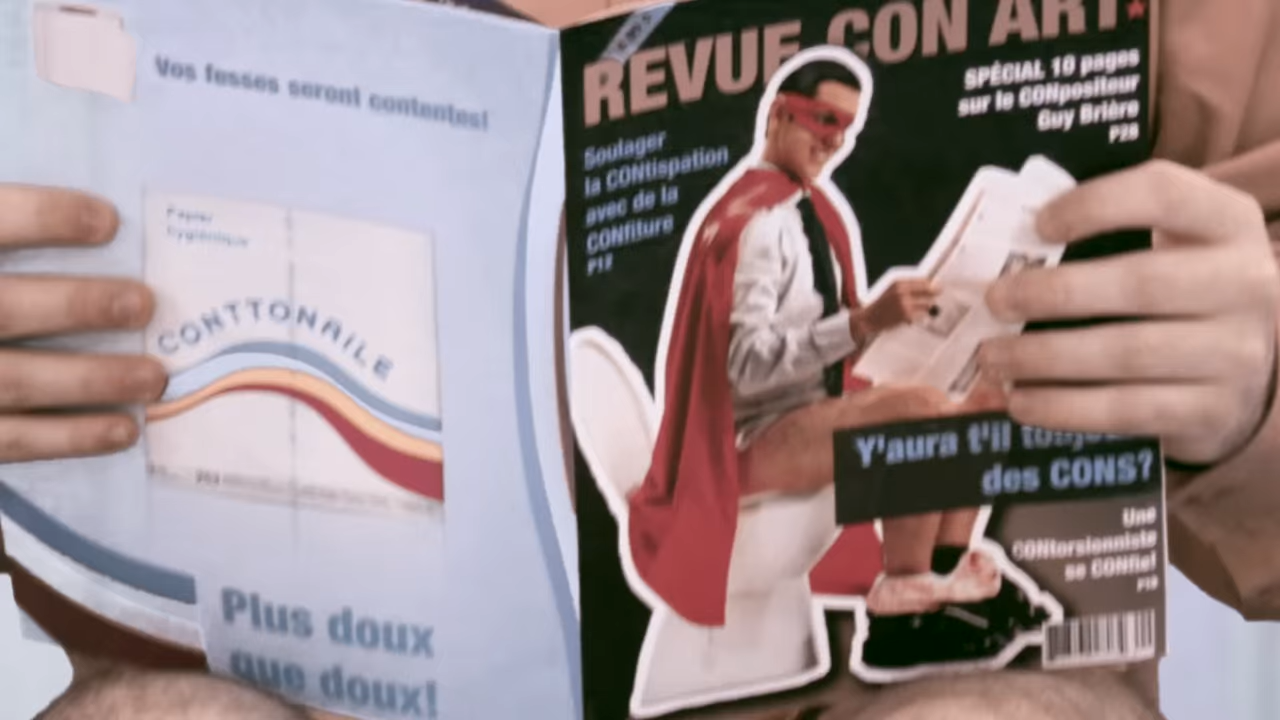 Vos fesses seront contentes!
Papier
hygiénique
CONTTONAILE
Plus doux
que doux!
REVUE CON ART
SPÉCIAL 10 pages
sur le CONpositeur
Guy Brière
P28
Soulager
la CONtispation
avec de la
CONfiture
P12
Y'aura t'il
des CONS?
Une
CONtorsionniste
se CONfie!
P18